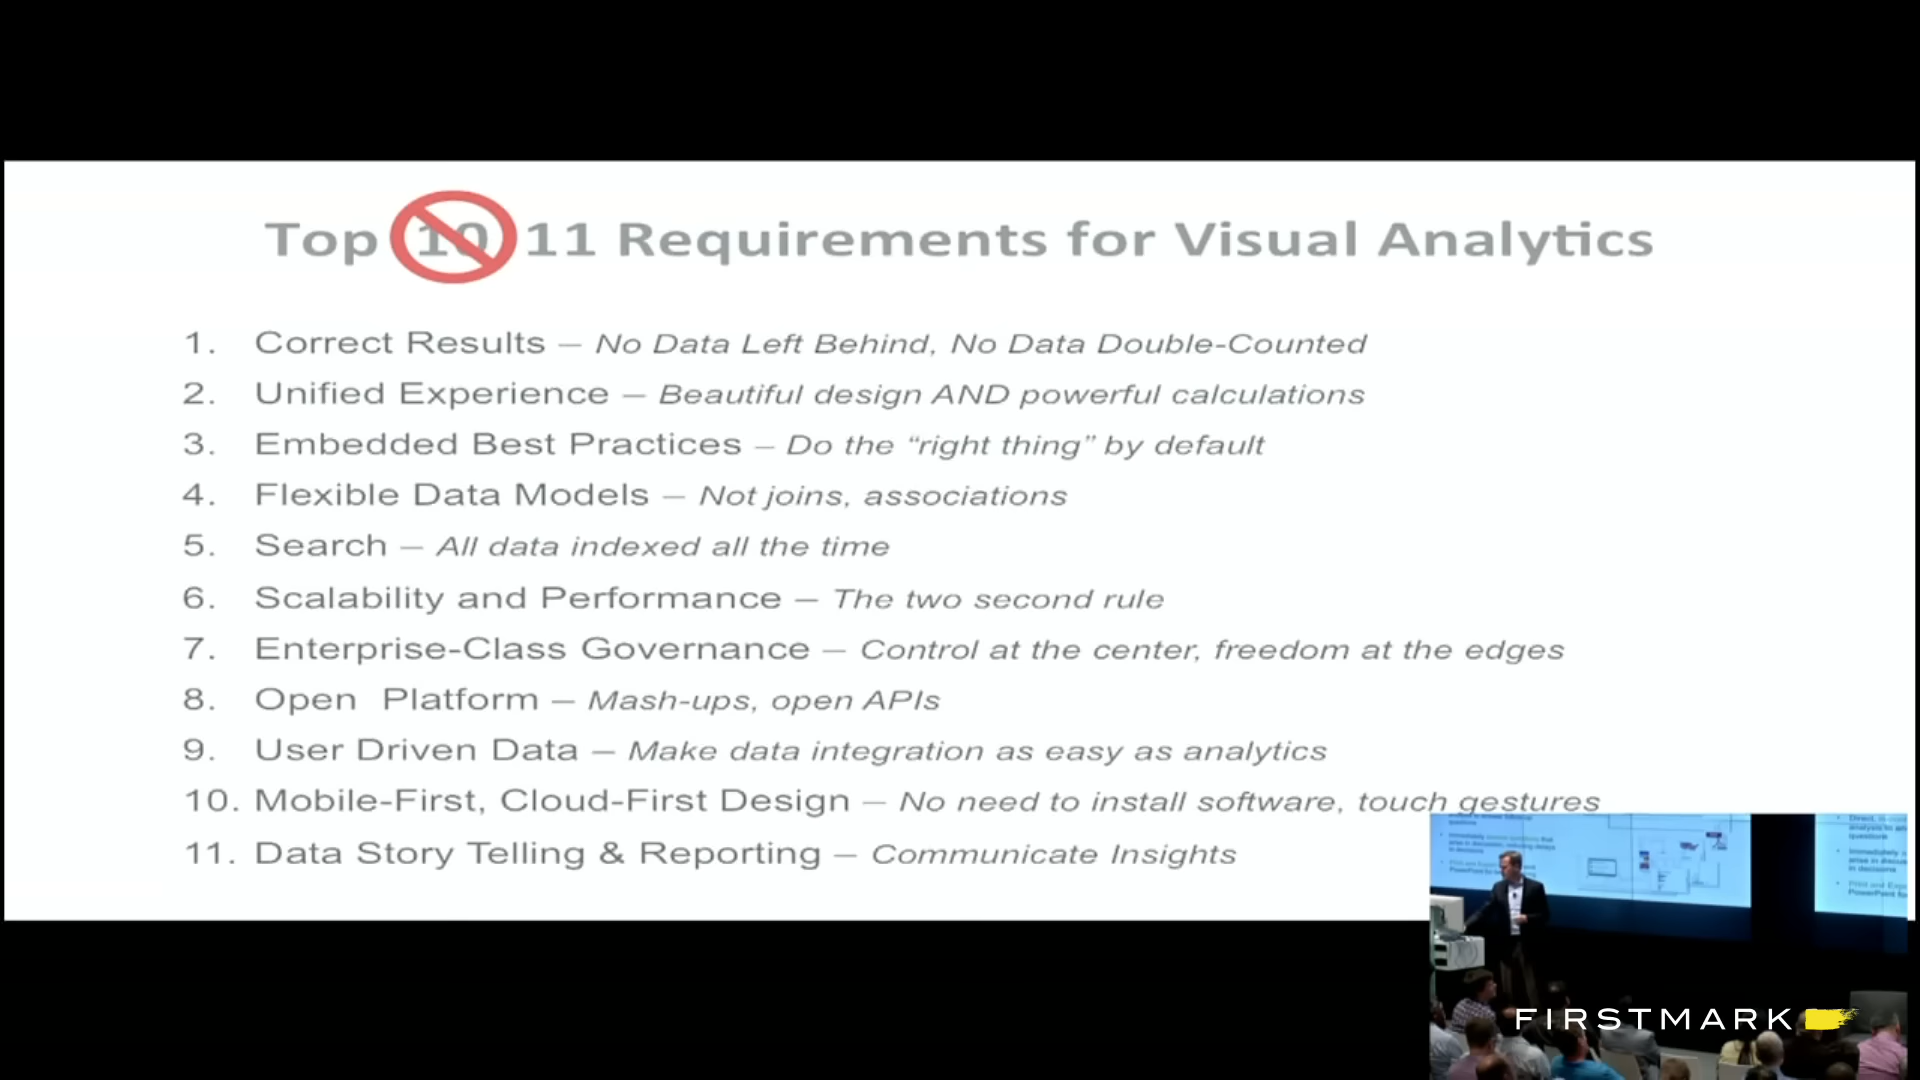 Top 10 11 Requirements for Visual Analytics
1. Correct Results – No Data Left Behind, No Data Double-Counted
2. Unified Experience – Beautiful design AND powerful calculations
3. Embedded Best Practices – Do the “right thing” by default
4. Flexible Data Models – Not joins, associations
5. Search – All data indexed all the time
6. Scalability and Performance – The two second rule
7. Enterprise-Class Governance – Control at the center, freedom at the edges
8. Open Platform – Mash-ups, open APIs
9. User Driven Data – Make data integration as easy as analytics
10. Mobile-First, Cloud-First Design – No need to install software, touch gestures
11. Data Story Telling & Reporting – Communicate Insights
FIRSTMARK